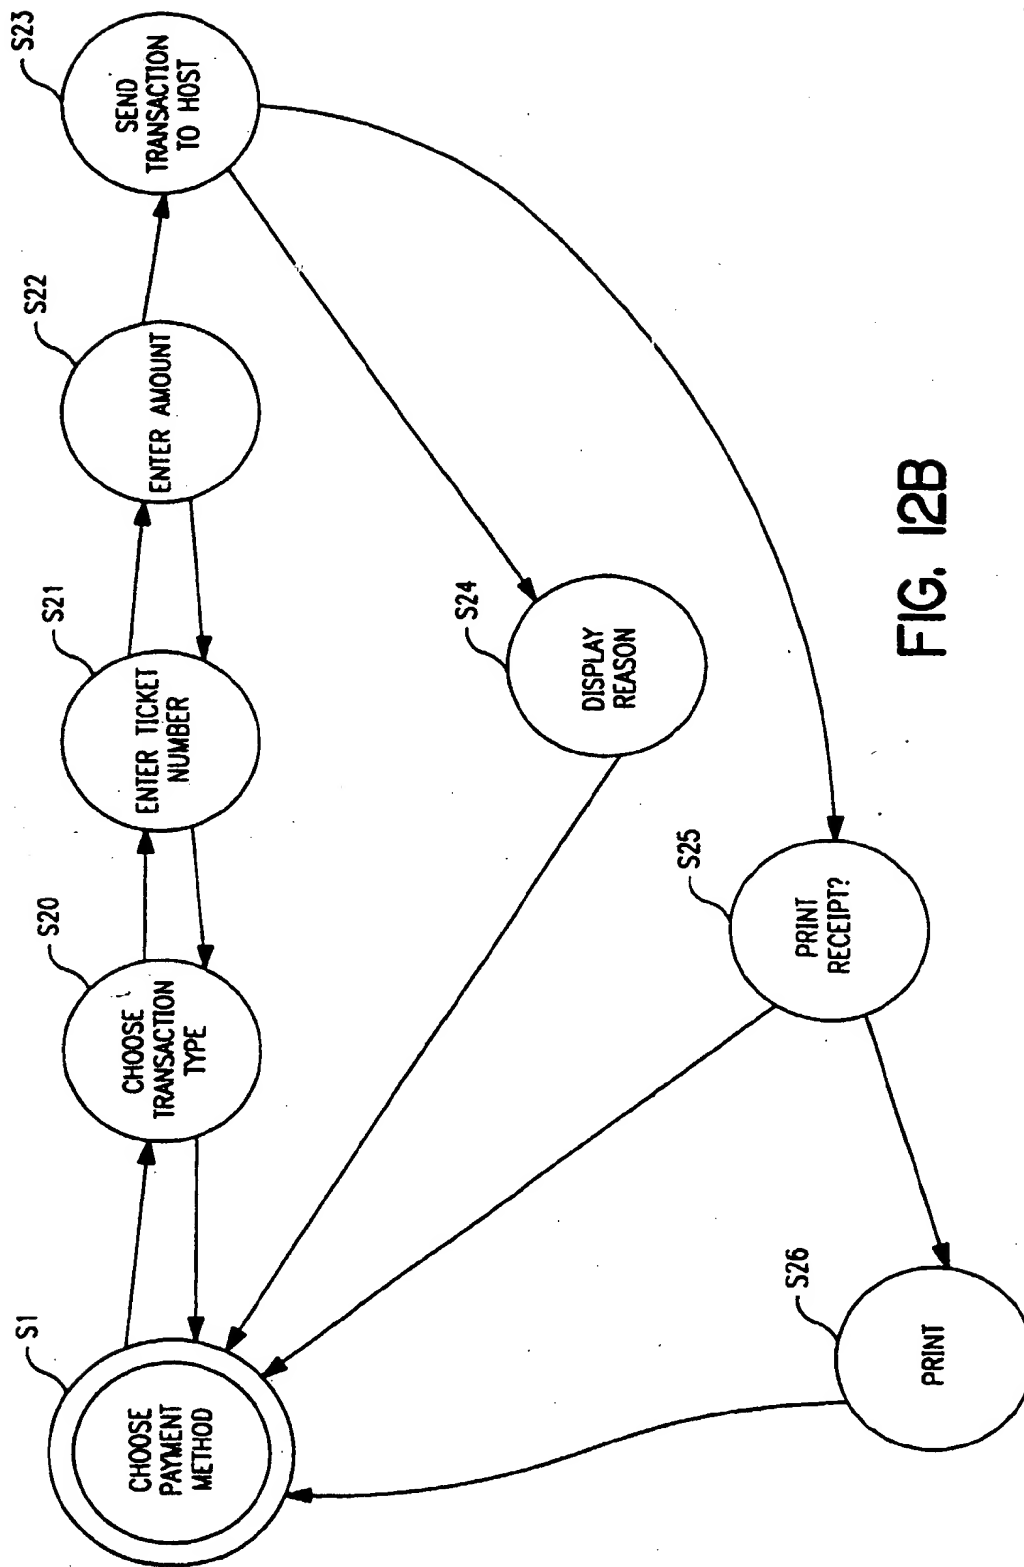 S1
CHOOSE
PAYMENT
METHOD
S20
CHOOSE
TRANSACTION
TYPE
S21
ENTER TICKET
NUMBER
S22
ENTER AMOUNT
S23
SEND
TRANSACTION
TO HOST
S24
DISPLAY
REASON
S25
PRINT
RECEIPT?
S26
PRINT
FIG. 12B